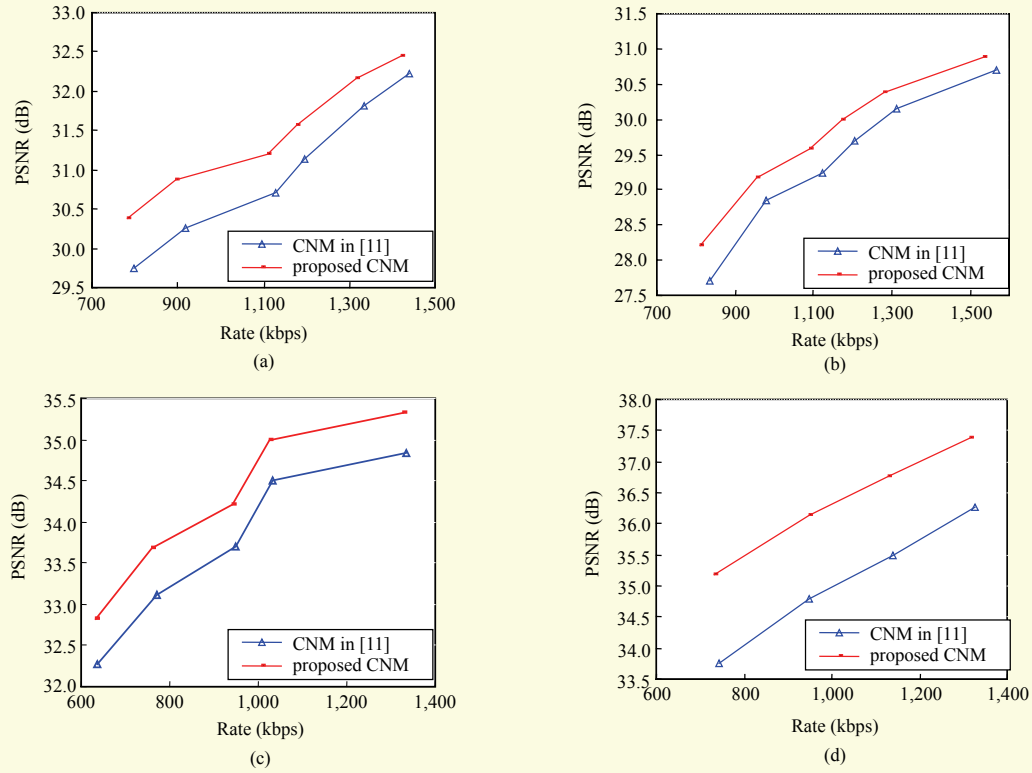 33.0
32.5
32.0
31.5
31.0
30.5
30.0
29.5
PSNR (dB)
700 900 1,100 1,300 1,500
Rate (kbps)
CNM in [11]
proposed CNM
(a)
31.5
31.0
30.5
30.0
29.5
29.0
28.5
28.0
27.5
PSNR (dB)
700 900 1,100 1,300 1,500
Rate (kbps)
CNM in [11]
proposed CNM
(b)
35.5
35.0
34.5
34.0
33.5
33.0
32.5
32.0
PSNR (dB)
600 800 1,000 1,200 1,400
Rate (kbps)
CNM in [11]
proposed CNM
(c)
38.0
37.5
37.0
36.5
36.0
35.5
35.0
34.5
34.0
33.5
PSNR (dB)
600 800 1,000 1,200 1,400
Rate (kbps)
CNM in [11]
proposed CNM
(d)